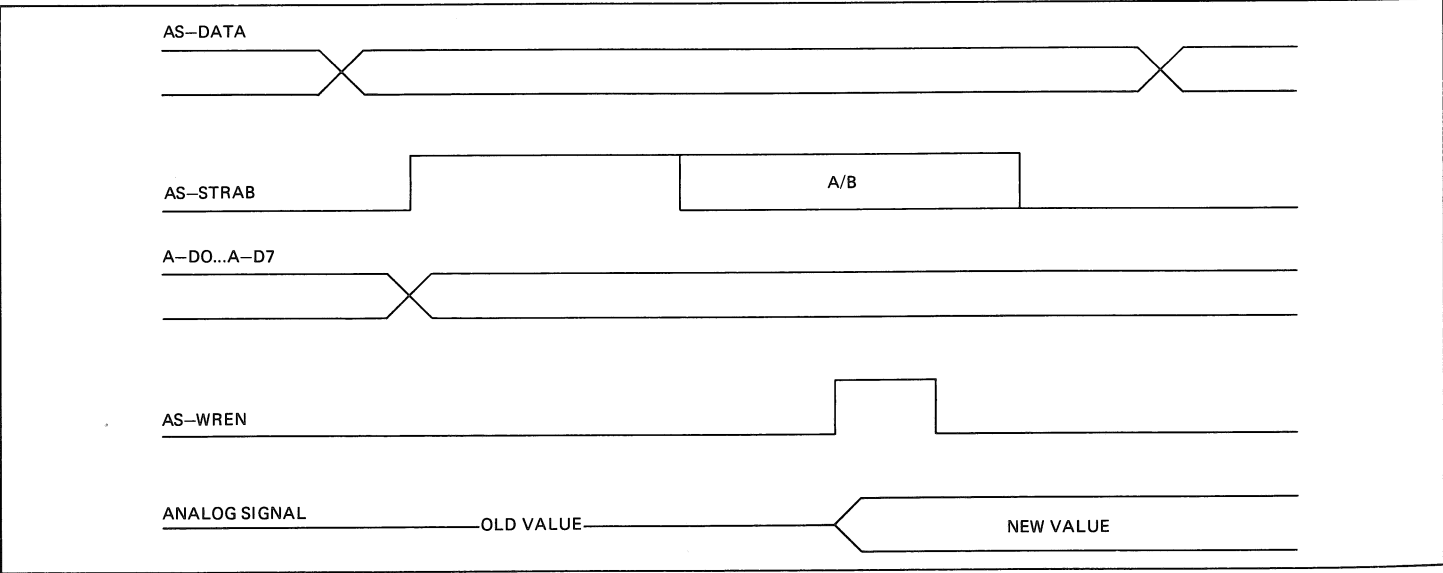 AS–DATA
AS–STRAB
A/B
A–DO...A–D7
AS–WREN
ANALOG SIGNAL
OLD VALUE
NEW VALUE